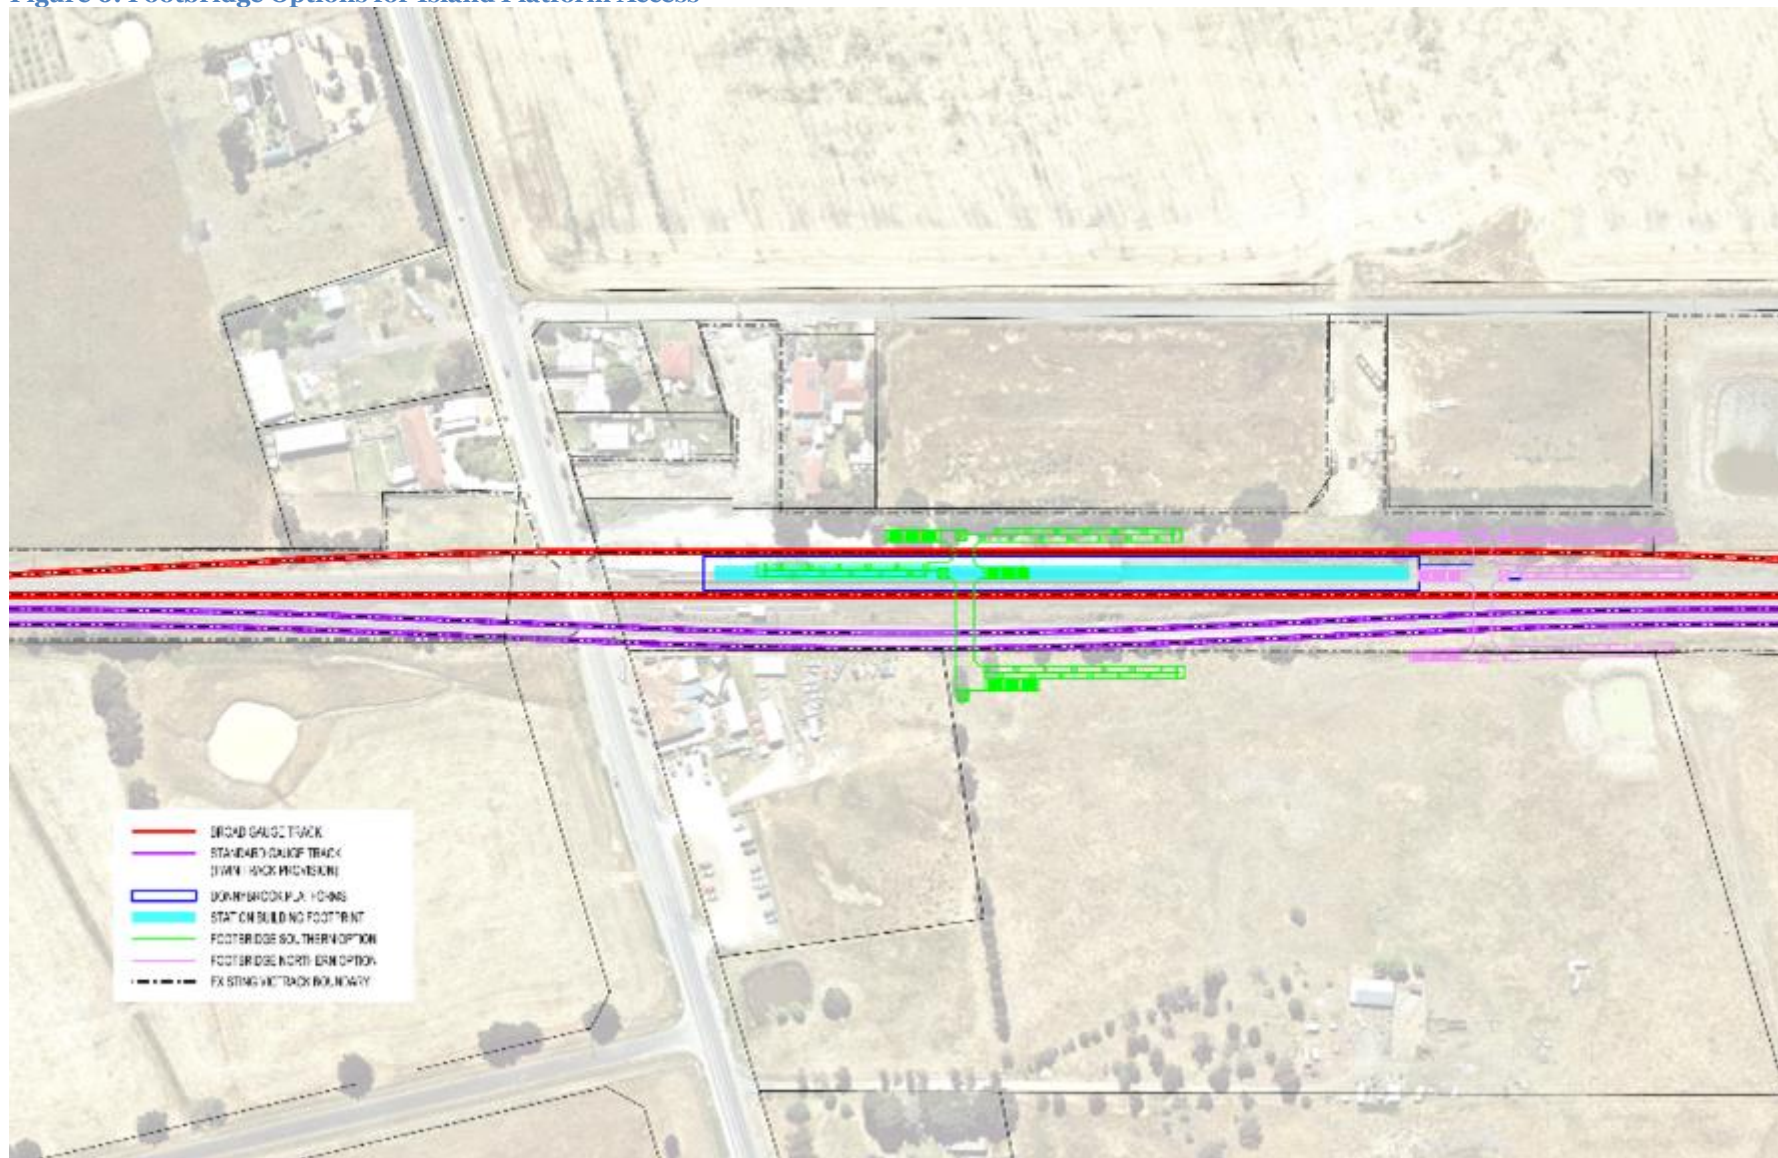 Figure 6: Footbridge Options for Island Platform Access
BROAD GAUGE TRACK
STANDARD GAUGE TRACK
(TWIN TRACK PROVISION)
DONNYBROOK PLATFORMS
STATION BUILDING FOOTPRINT
FOOTBRIDGE SOUTHERN OPTION
FOOTBRIDGE NORTHERN OPTION
EXISTING VICTRACK BOUNDARY